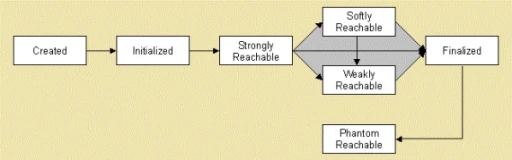 Created
Initialized
Strongly
Reachable
Softly
Reachable
Weakly
Reachable
Finalized
Phantom
Reachable